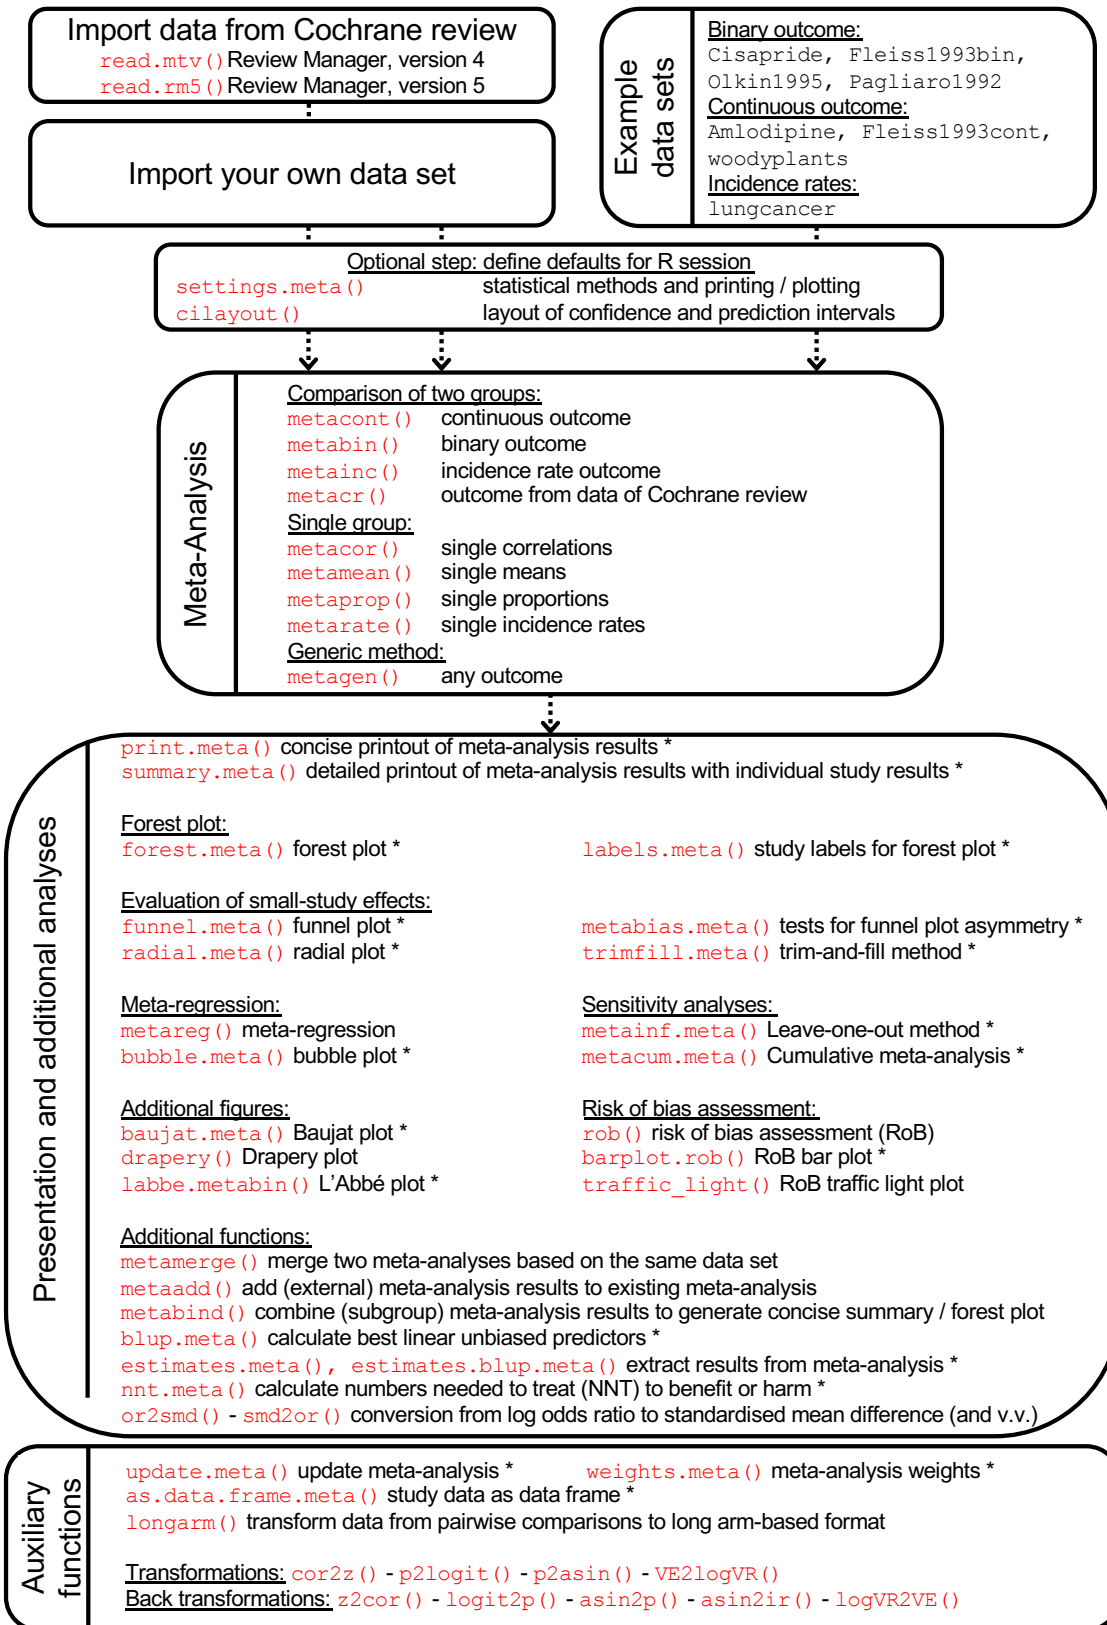 Import data from Cochrane review
read.mtv() Review Manager, version 4
read.rm5() Review Manager, version 5
Import your own data set
Example
data sets
Binary outcome:
Cisapride, Fleiss1993bin,
Olkin1995, Pagliaro1992
Continuous outcome:
Amlodipine, Fleiss1993cont,
woodyplants
Incidence rates:
lungcancer
Optional step: define defaults for R session
settings.meta() statistical methods and printing / plotting
cilayout() layout of confidence and prediction intervals
Meta-Analysis
Comparison of two groups:
metacont() continuous outcome
metabin() binary outcome
metainc() incidence rate outcome
metacr() outcome from data of Cochrane review
Single group:
metacor() single correlations
metamean() single means
metaprop() single proportions
metarate() single incidence rates
Generic method:
metagen() any outcome
Presentation and additional analyses
print.meta() concise printout of meta-analysis results *
summary.meta() detailed printout of meta-analysis results with individual study results *
Forest plot:
forest.meta() forest plot * labels.meta() study labels for forest plot *
Evaluation of small-study effects:
funnel.meta() funnel plot * metabias.meta() tests for funnel plot asymmetry *
radial.meta() radial plot * trimfill.meta() trim-and-fill method *
Meta-regression: Sensitivity analyses:
metareg() meta-regression metainf.meta() Leave-one-out method *
bubble.meta() bubble plot * metacum.meta() Cumulative meta-analysis *
Additional figures: Risk of bias assessment:
baujat.meta() Baujat plot * rob() risk of bias assessment (RoB)
drapery() Drapery plot barplot.rob() RoB bar plot *
labbe.metabin() L'Abbé plot * traffic_light() RoB traffic light plot
Additional functions:
metamerge() merge two meta-analyses based on the same data set
metaadd() add (external) meta-analysis results to existing meta-analysis
metabind() combine (subgroup) meta-analysis results to generate concise summary / forest plot
blup.meta() calculate best linear unbiased predictors *
estimates.meta(), estimates.blup.meta() extract results from meta-analysis *
nnt.meta() calculate numbers needed to treat (NNT) to benefit or harm *
or2smd() - smd2or() conversion from log odds ratio to standardised mean difference (and v.v.)
Auxiliary
functions
update.meta() update meta-analysis * weights.meta() meta-analysis weights *
as.data.frame.meta() study data as data frame *
longarm() transform data from pairwise comparisons to long arm-based format
Transformations: cor2z() - p2logit() - p2asin() - VE2logVR()
Back transformations: z2cor() - logit2p() - asin2p() - asin2ir() - logVR2VE()